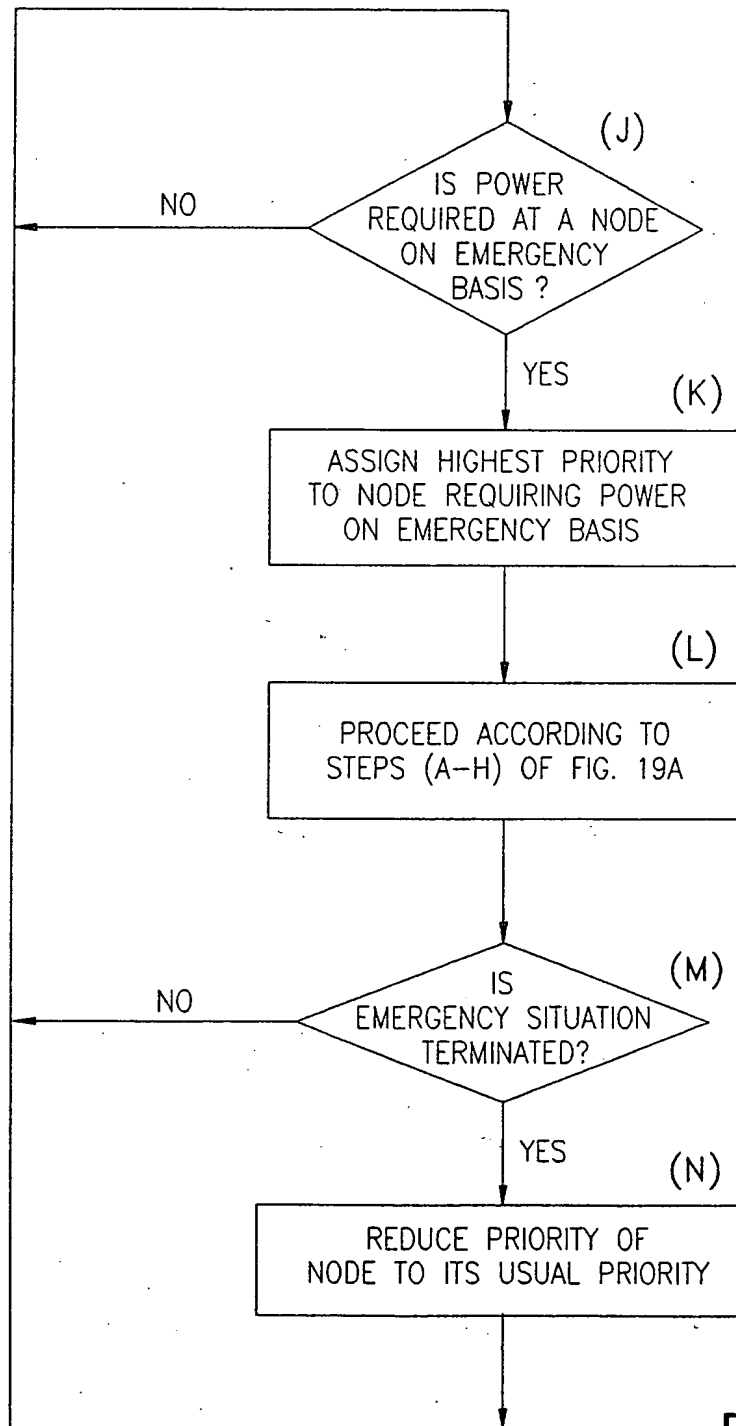 (J)
IS POWER
REQUIRED AT A NODE
ON EMERGENCY
BASIS ?
NO
YES
(K)
ASSIGN HIGHEST PRIORITY
TO NODE REQUIRING POWER
ON EMERGENCY BASIS
(L)
PROCEED ACCORDING TO
STEPS (A-H) OF FIG. 19A
(M)
IS
EMERGENCY SITUATION
TERMINATED?
NO
YES
(N)
REDUCE PRIORITY OF
NODE TO ITS USUAL PRIORITY